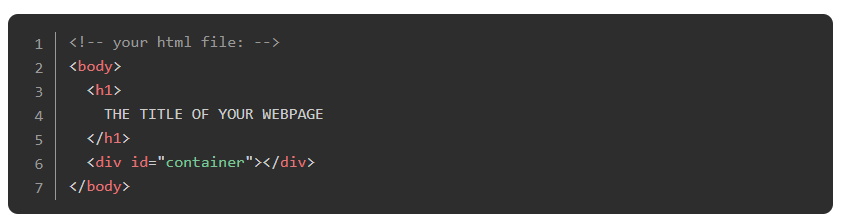 1 <!-- your html file: -->
2 <body>
3   <h1>
4     THE TITLE OF YOUR WEBPAGE
5   </h1>
6   <div id="container"></div>
7 </body>